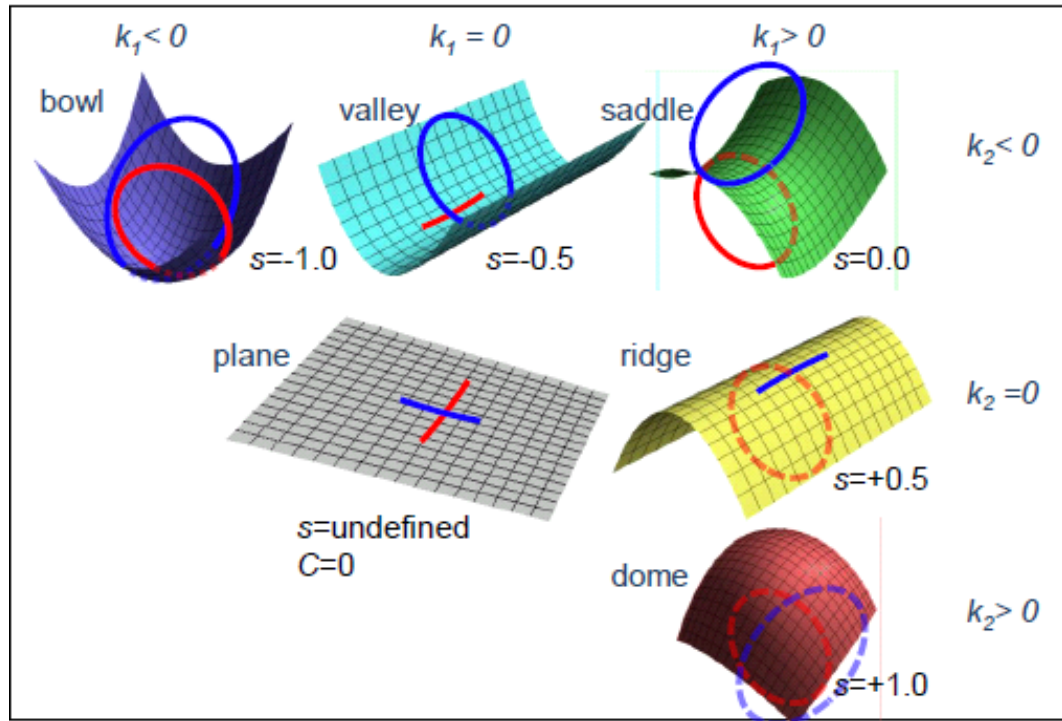 k₁< 0
k₁ = 0
k₁> 0
bowl
valley
saddle
k₂< 0
s=-1.0
s=-0.5
s=0.0
plane
ridge
k₂ =0
s=+0.5
s=undefined
C=0
dome
k₂> 0
s=+1.0